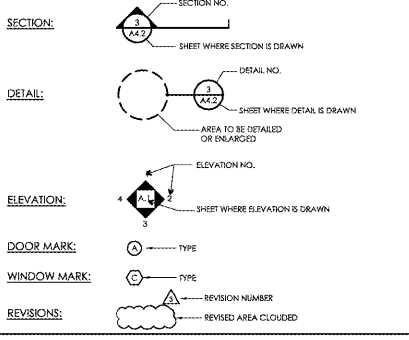 SECTION NO.
SECTION:
3
A4.2
SHEET WHERE SECTION IS DRAWN
DETAIL NO.
DETAIL:
3
A4.2
SHEET WHERE DETAIL IS DRAWN
AREA TO BE DETAILED
OR ENLARGED
ELEVATION NO.
ELEVATION:
4
2
SHEET WHERE ELEVATION IS DRAWN
3
DOOR MARK:
A
TYPE
WINDOW MARK:
C
TYPE
3
REVISION NUMBER
REVISIONS:
REVISED AREA CLOUDED